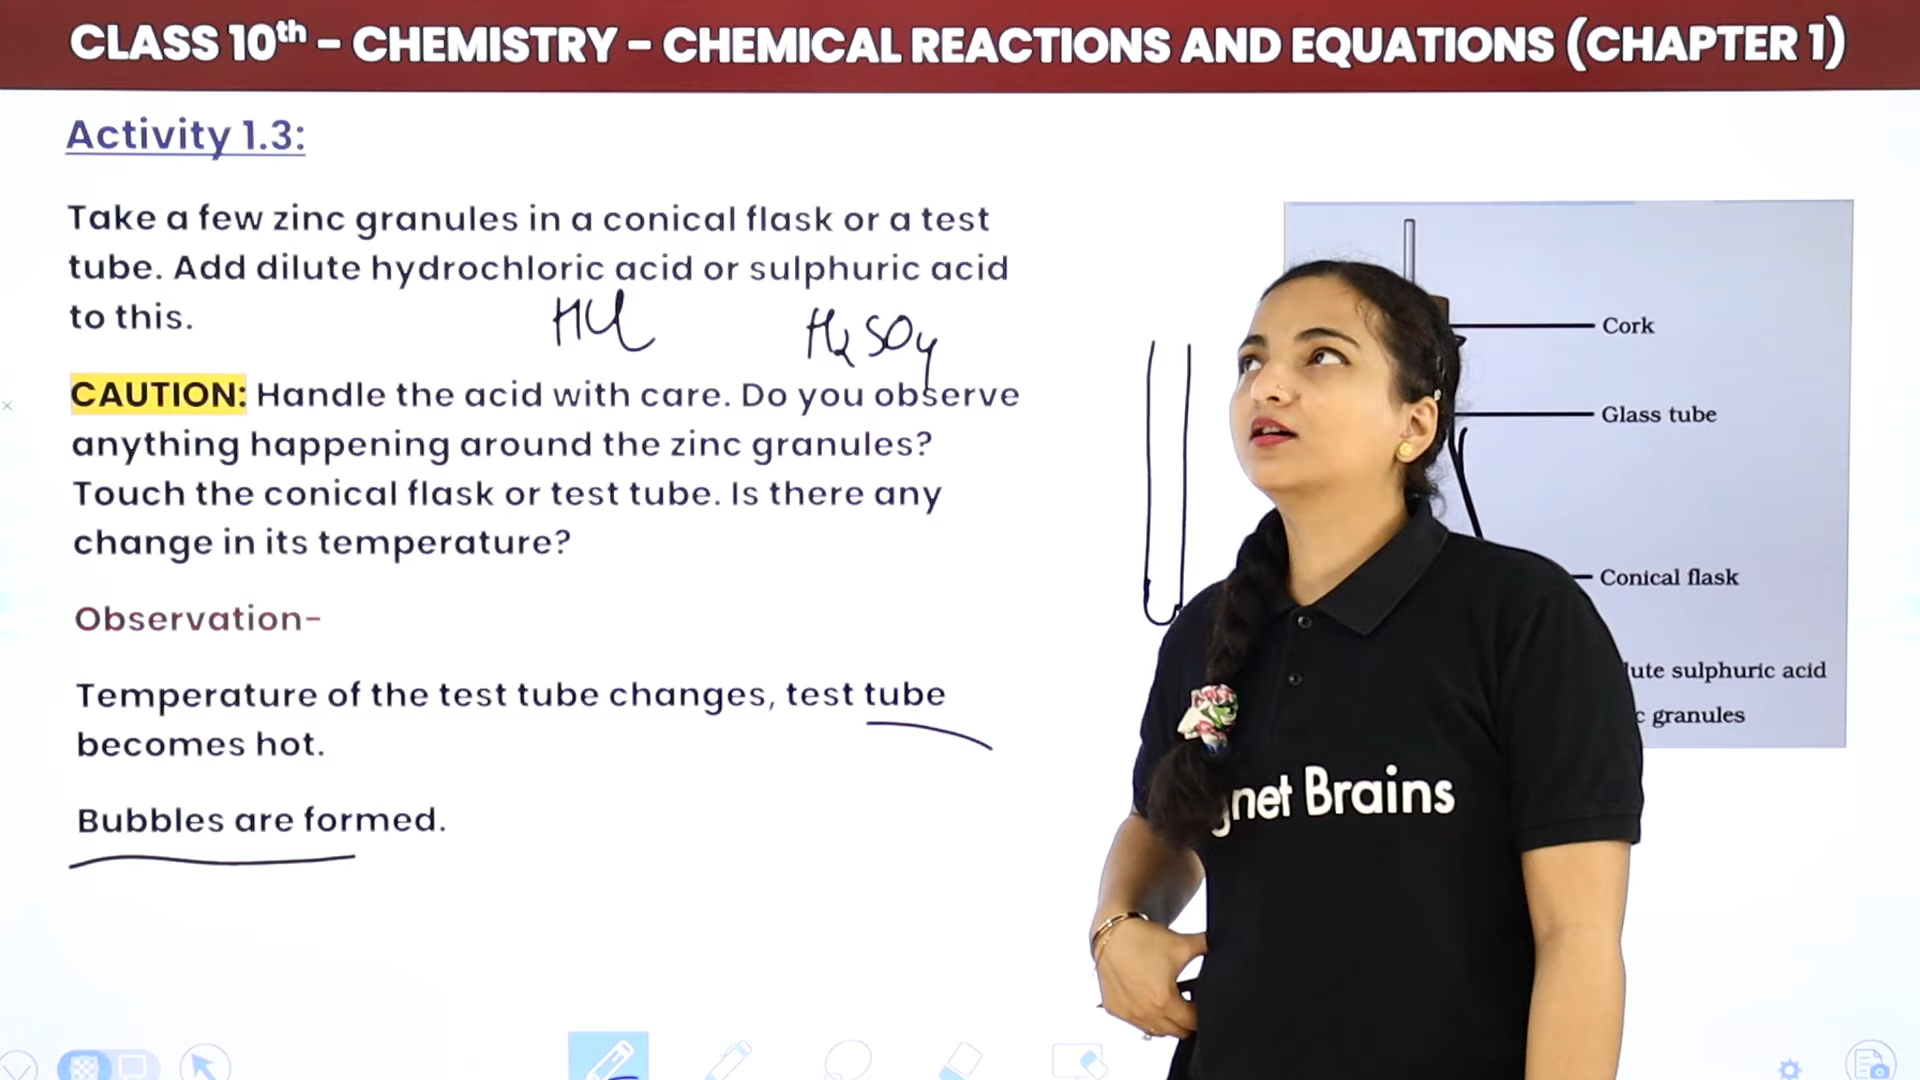 CLASS 10th - CHEMISTRY - CHEMICAL REACTIONS AND EQUATIONS (CHAPTER 1)
Activity 1.3:
Take a few zinc granules in a conical flask or a test
tube. Add dilute hydrochloric acid or sulphuric acid
to this.
HCl
H2SO4
CAUTION: Handle the acid with care. Do you observe
anything happening around the zinc granules?
Touch the conical flask or test tube. Is there any
change in its temperature?
Observation-
Temperature of the test tube changes, test tube
becomes hot.
Bubbles are formed.
Cork
Glass tube
Conical flask
lute sulphuric acid
c granules
gnet Brains